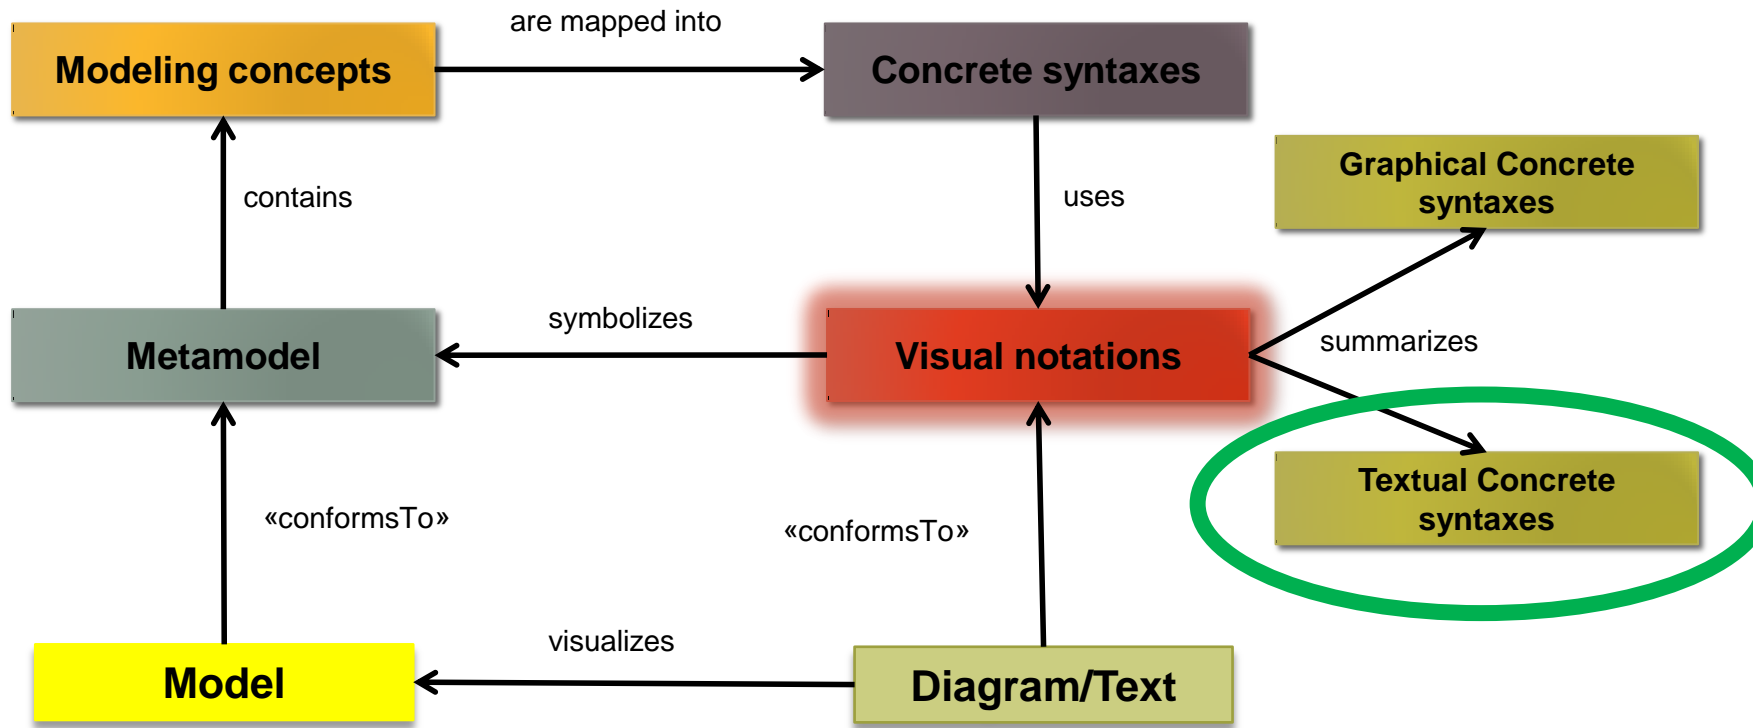 are mapped into
Modeling concepts
Concrete syntaxes
Graphical Concrete
syntaxes
contains
uses
symbolizes
summarizes
Metamodel
Visual notations
Textual Concrete
syntaxes
«conformsTo»
«conformsTo»
visualizes
Model
Diagram/Text